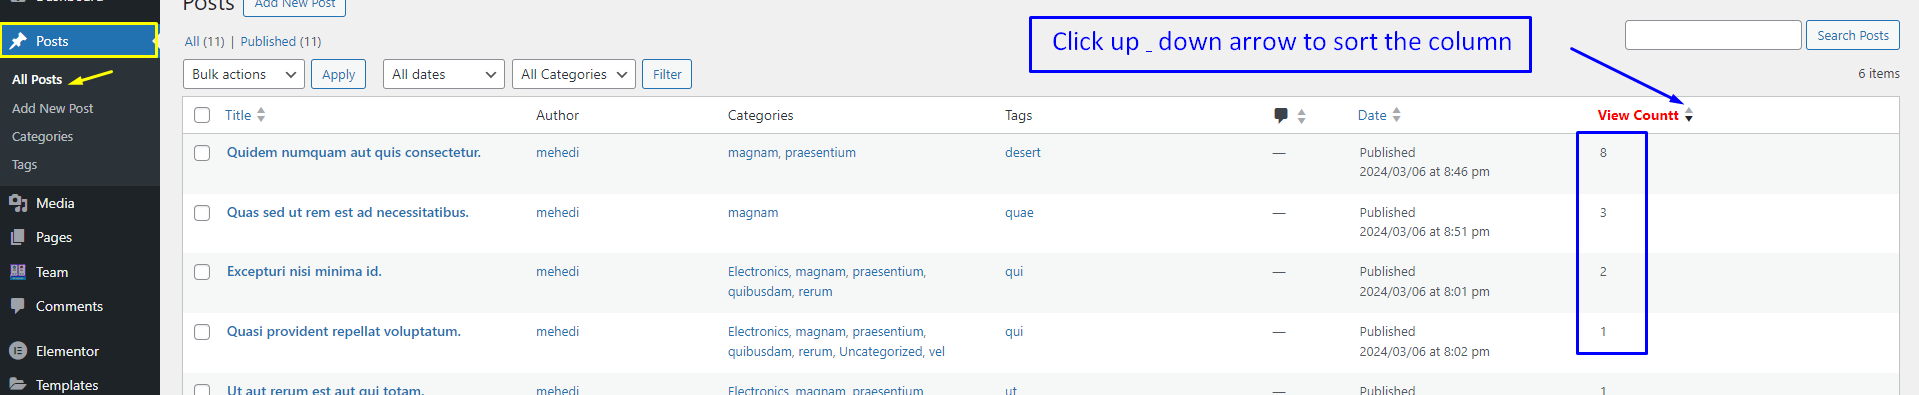 Dashboard
Posts
Add New Post
Posts
All (11) | Published (11)
Click up _ down arrow to sort the column
Search Posts
All Posts
Bulk actions
Apply
All dates
All Categories
Filter
6 items
Add New Post
Categories
Tags
Title
Author
Categories
Tags
Date
View Countt
Quidem numquam aut quis consectetur.
mehedi
magnam, praesentium
desert
—
Published
2024/03/06 at 8:46 pm
8
Media
Quas sed ut rem est ad necessitatibus.
mehedi
magnam
quae
—
Published
2024/03/06 at 8:51 pm
3
Pages
Team
Excepturi nisi minima id.
mehedi
Electronics, magnam, praesentium,
quibusdam, rerum
qui
—
Published
2024/03/06 at 8:01 pm
2
Comments
Quasi provident repellat voluptatum.
mehedi
Electronics, magnam, praesentium,
quibusdam, rerum, Uncategorized, vel
qui
—
Published
2024/03/06 at 8:02 pm
1
Elementor
Templates
Ut aut rerum est aut qui totam.
mehedi
Electronics, magnam, praesentium
ut
—
Published
1